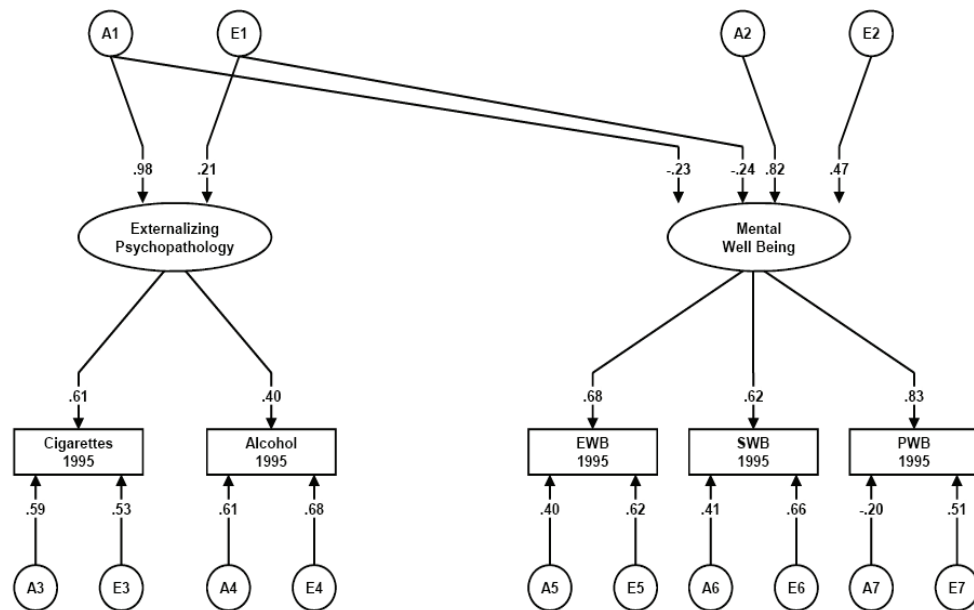 A1 E1 A2 E2
.98 .21 -.23 -.24 .82 .47
Externalizing
Psychopathology
Mental
Well Being
.61 .40 .68 .62 .83
Cigarettes
1995
Alcohol
1995
EWB
1995
SWB
1995
PWB
1995
.59 .53 .61 .68 .40 .62 .41 .66 -.20 .51
A3 E3 A4 E4 A5 E5 A6 E6 A7 E7